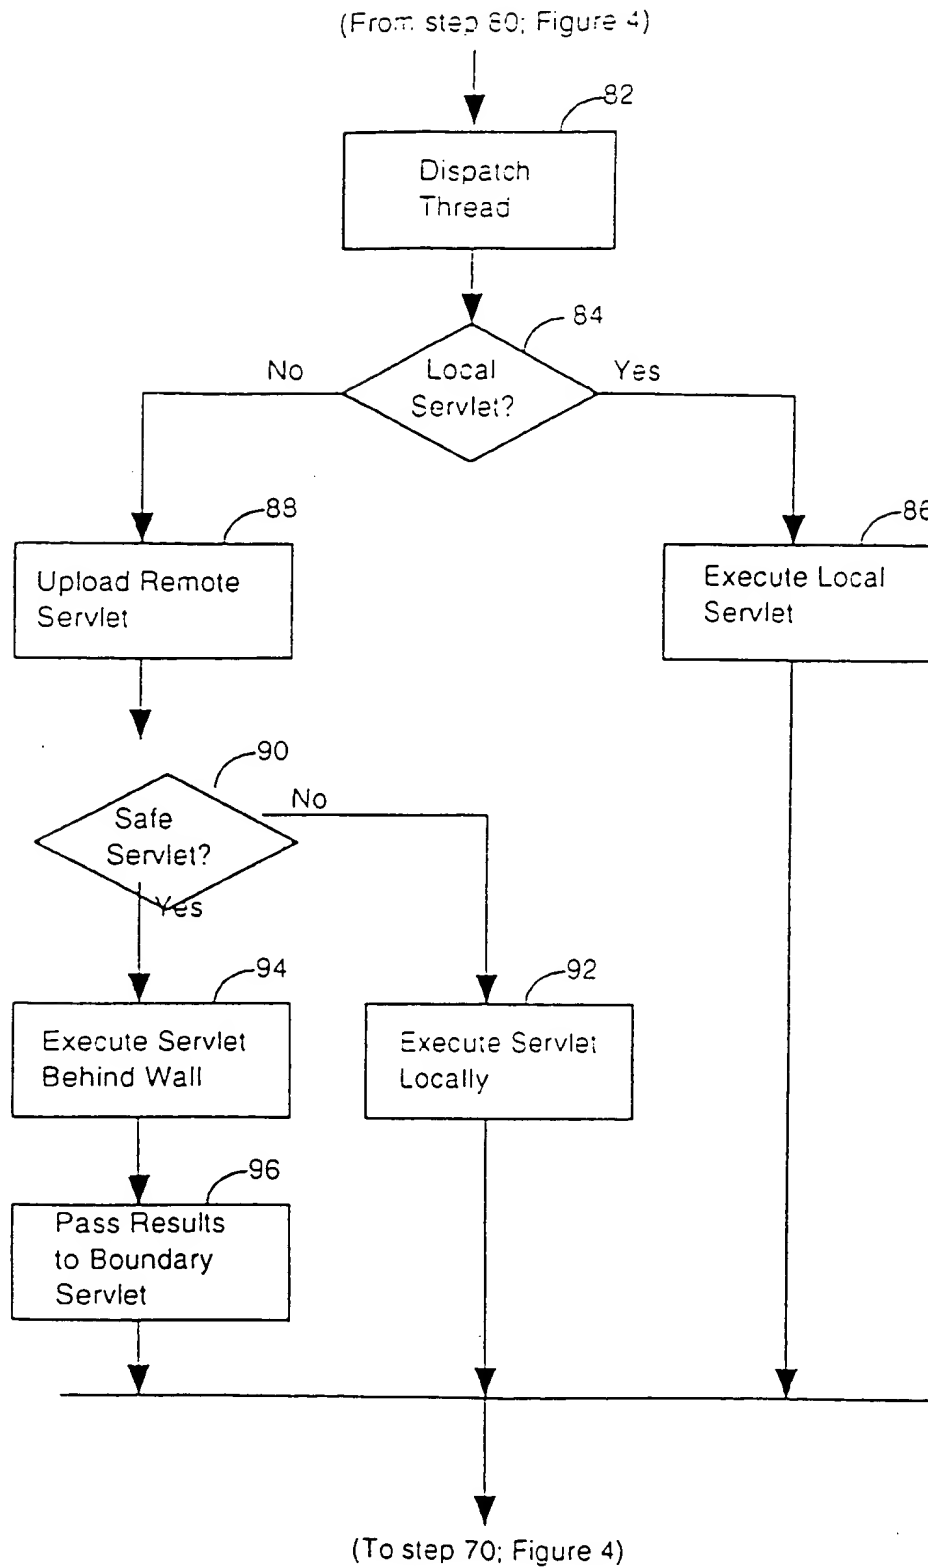 (From step 80; Figure 4)
82
Dispatch
Thread
84
No
Local
Servlet?
Yes
88
86
Upload Remote
Servlet
Execute Local
Servlet
90
No
Safe
Servlet?
Yes
94
92
Execute Servlet
Behind Wall
Execute Servlet
Locally
96
Pass Results
to Boundary
Servlet
(To step 70; Figure 4)